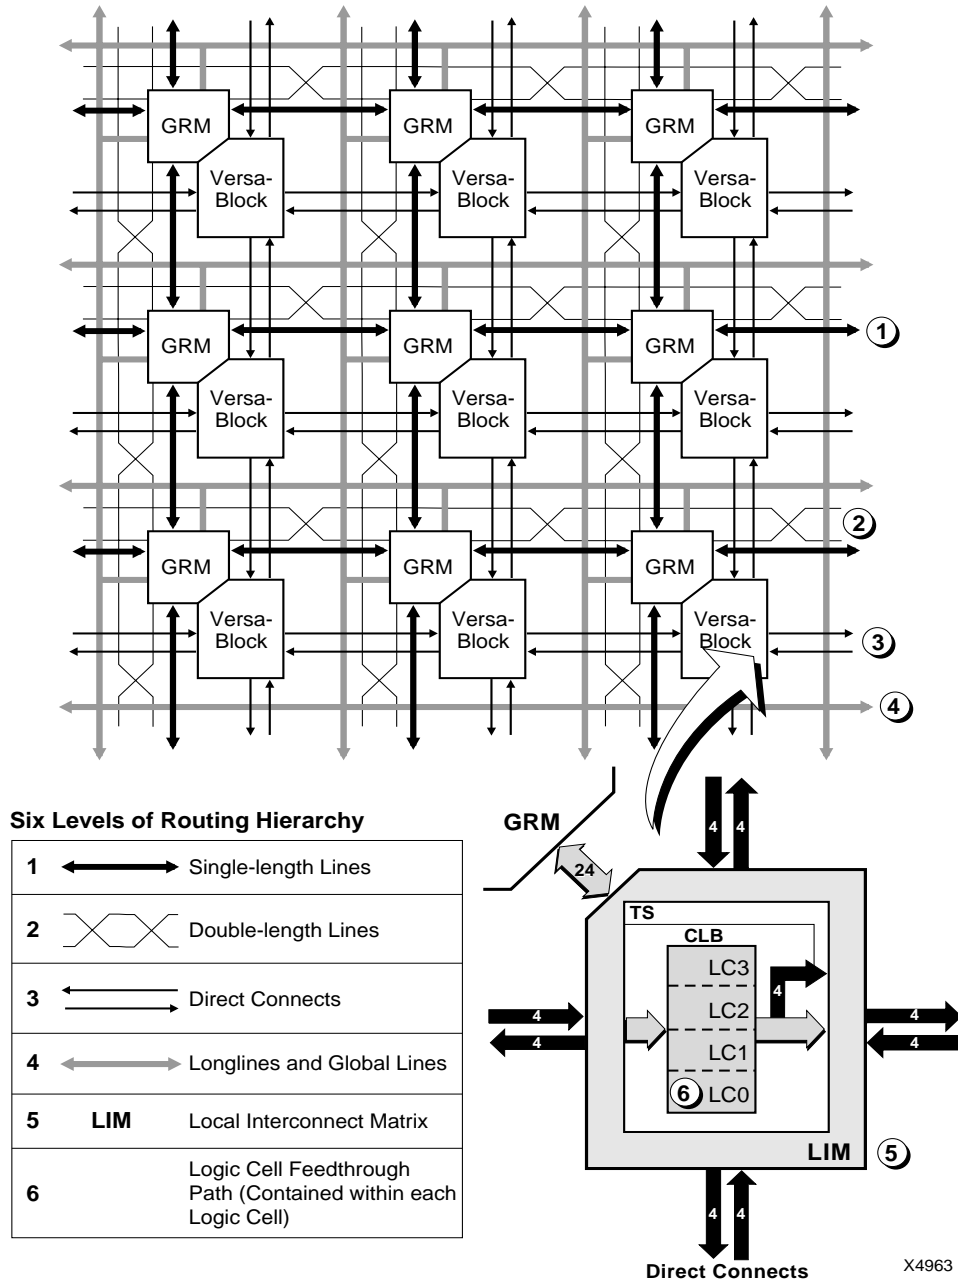 GRM
GRM
GRM
Versa-
Block
Versa-
Block
Versa-
Block
GRM
GRM
GRM
1
Versa-
Block
Versa-
Block
Versa-
Block
2
GRM
GRM
GRM
Versa-
Block
Versa-
Block
Versa-
Block
3
4
Six Levels of Routing Hierarchy
1 Single-length Lines
2 Double-length Lines
3 Direct Connects
4 Longlines and Global Lines
5 LIM Local Interconnect Matrix
6 Logic Cell Feedthrough
Path (Contained within each
Logic Cell)
GRM
24
4 4
TS
CLB
LC3
LC2
LC1
LC0
6
4
4
4
4
4
LIM
5
4 4
Direct Connects
X4963